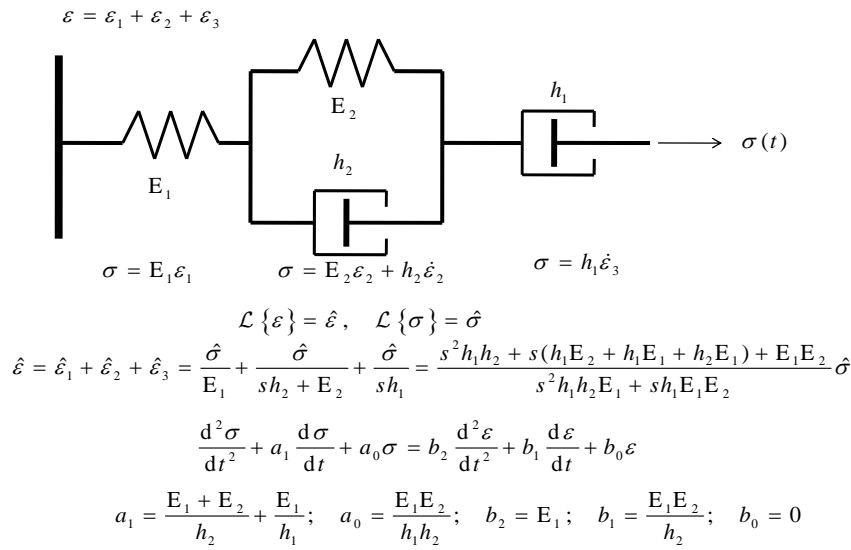 ε = ε₁ + ε₂ + ε₃
E₂
h₁
σ(t)
E₁
h₂
σ = E₁ε₁
σ = E₂ε₂ + h₂ε̇₂
σ = h₁ε̇₃
ℒ{ε} = ε̂, ℒ{σ} = σ̂
ε̂ = ε̂₁ + ε̂₂ + ε̂₃ = σ̂/E₁ + σ̂/(sh₂ + E₂) + σ̂/(sh₁) = (s²h₁h₂ + s(h₁E₂ + h₁E₁ + h₂E₁) + E₁E₂)/(s²h₁h₂E₁ + sh₁E₁E₂) σ̂
d²σ/dt² + a₁ dσ/dt + a₀σ = b₂ d²ε/dt² + b₁ dε/dt + b₀ε
a₁ = (E₁ + E₂)/h₂ + E₁/h₁; a₀ = E₁E₂/(h₁h₂); b₂ = E₁; b₁ = E₁E₂/h₂; b₀ = 0